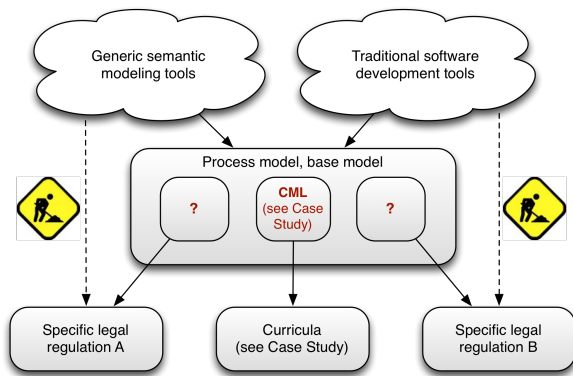 Generic semantic
modeling tools
Traditional software
development tools
Process model, base model
?
CML
(see Case
Study)
?
Specific legal
regulation A
Curricula
(see Case Study)
Specific legal
regulation B